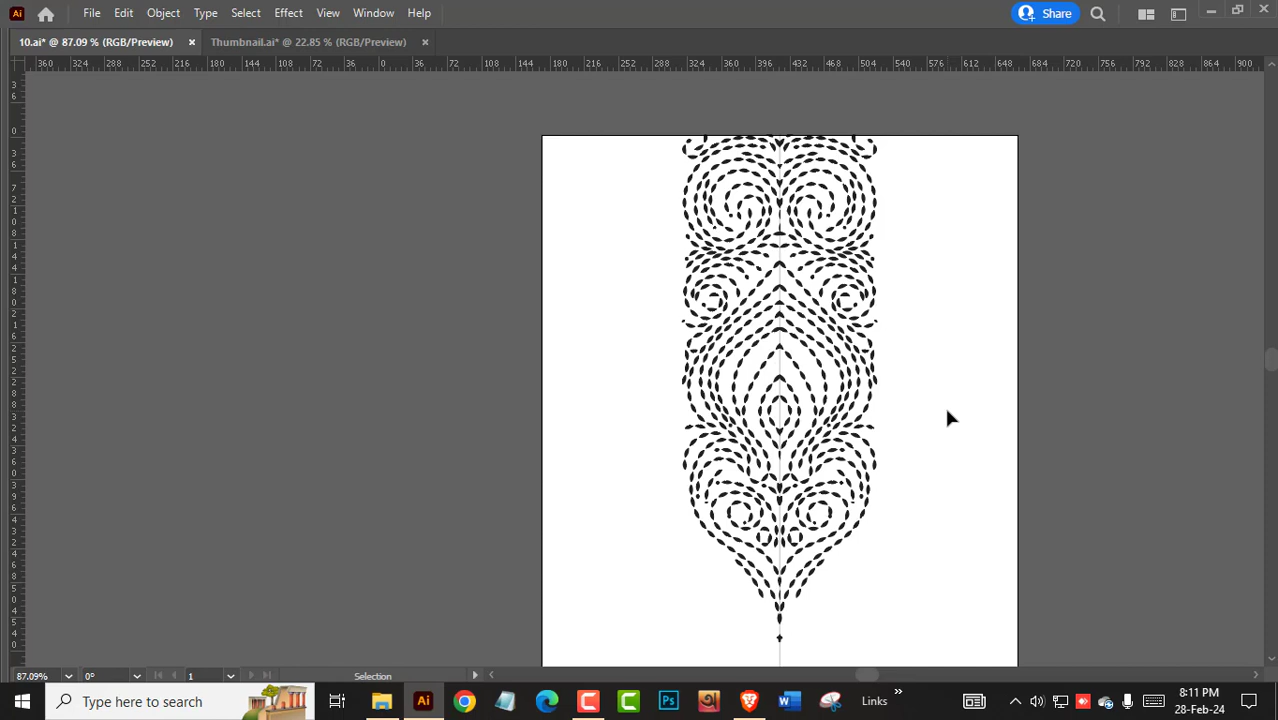 Ai File Edit Object Type Select Effect View Window Help Share
10.ai* @ 87.09 % (RGB/Preview) × Thumbnail.ai* @ 22.85 % (RGB/Preview) ×
360 324 288 252 216 180 144 108 72 36 0 36 72 108 144 180 216 252 288 324 360 396 432 468 504 540 576 612 648 684 720 756 792 828 864 900
87.09% 0° 1 Selection
Type here to search Ai Ps W Links 8:11 PM
28-Feb-24